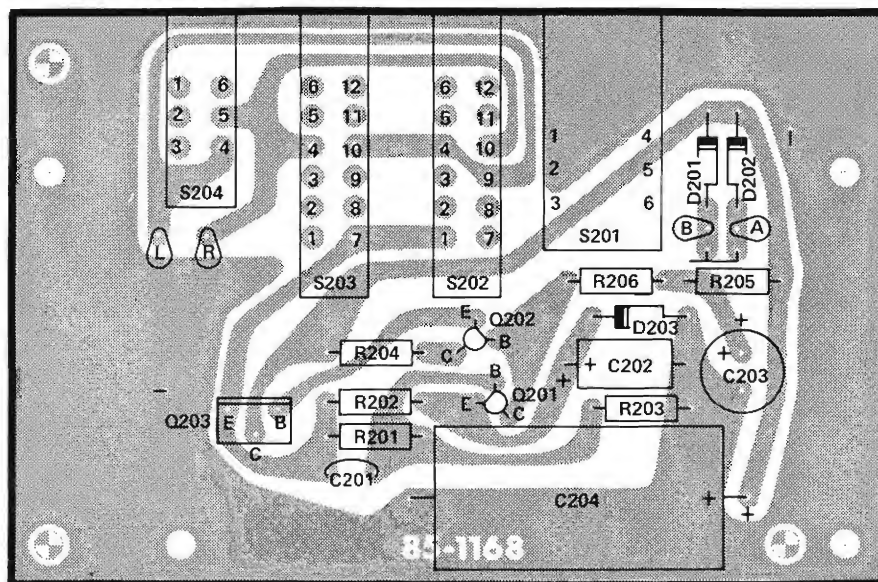 1 6 6 12 6 12
2 5 5 11 5 11
3 4 4 10 4 10
1 4
2 5
3 6
3 9 3 9
2 8 2 8
1 7 1 7
S204
S203
S202
S201
D201
D202
L
R
B
A
R206
R205
E
Q202
B
C
D203
+
R204
+
C202
+
C203
+
-
B
Q201
E
C
Q203
E
B
C
R202
R201
R203
C201
C204
+
+
85-1168